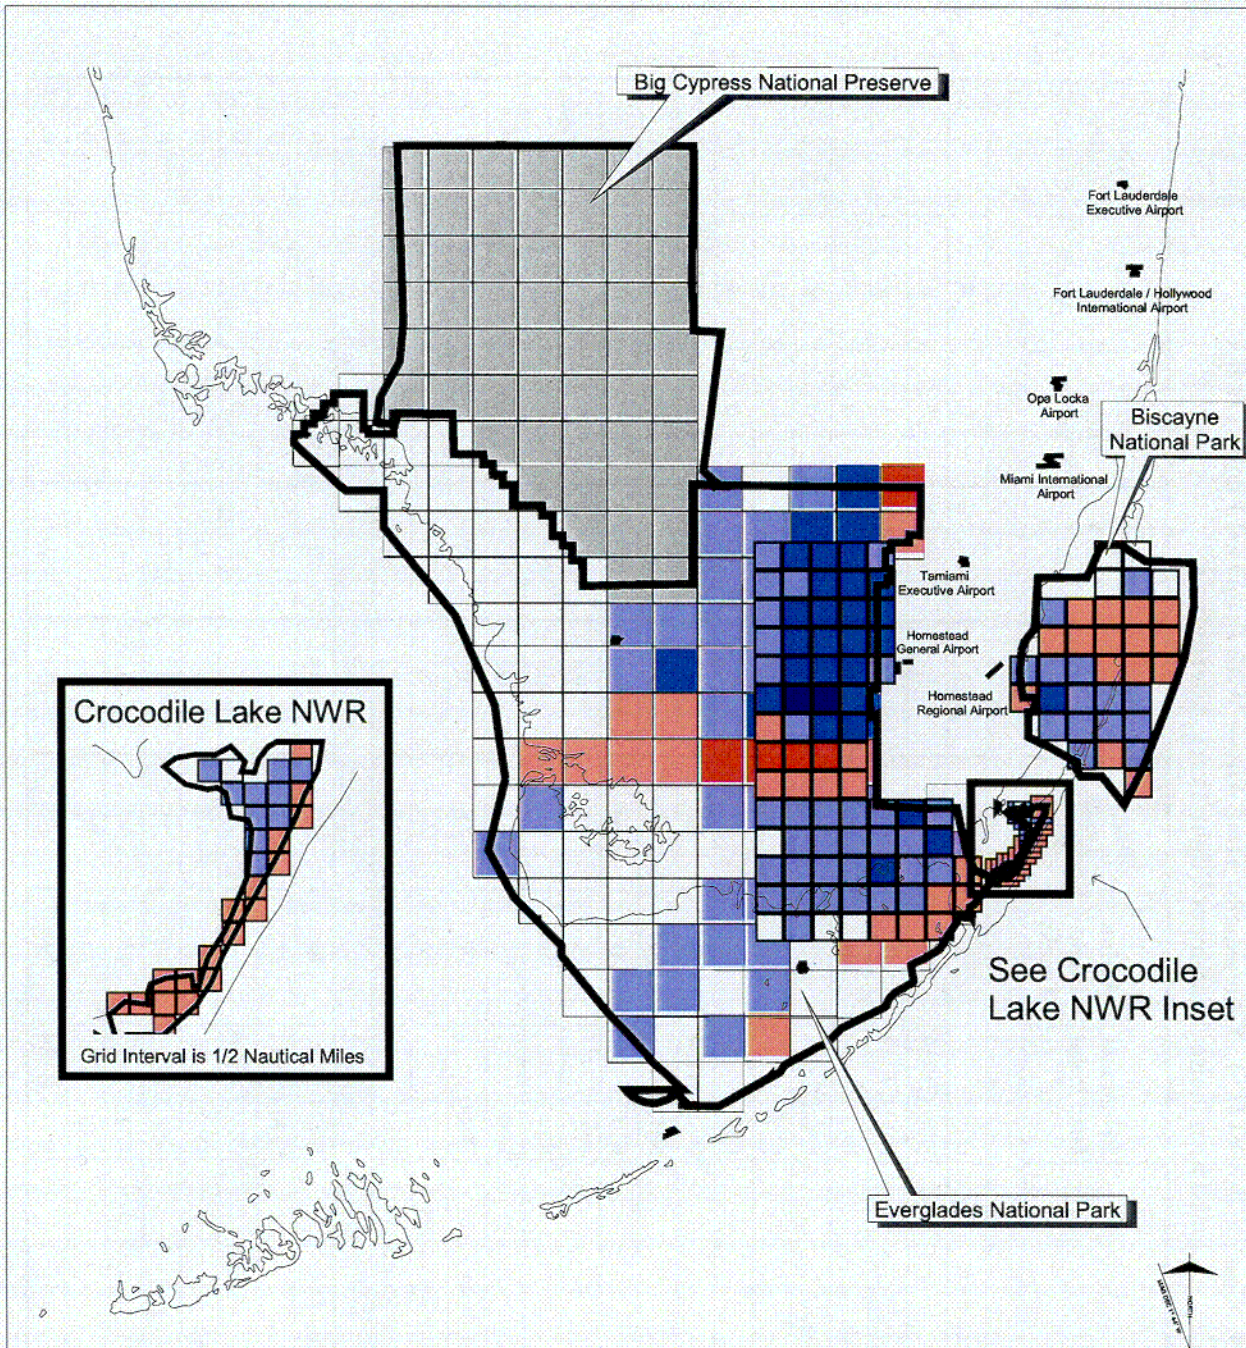 Big Cypress National Preserve
Fort Lauderdale
Executive Airport
Fort Lauderdale / Hollywood
International Airport
Opa Locka
Airport
Biscayne
National Park
Miami International
Airport
Tamiami
Executive Airport
Homestead
General Airport
Homestead
Regional Airport
Crocodile Lake NWR
Grid Interval is 1/2 Nautical Miles
See Crocodile
Lake NWR Inset
Everglades National Park
NORTH